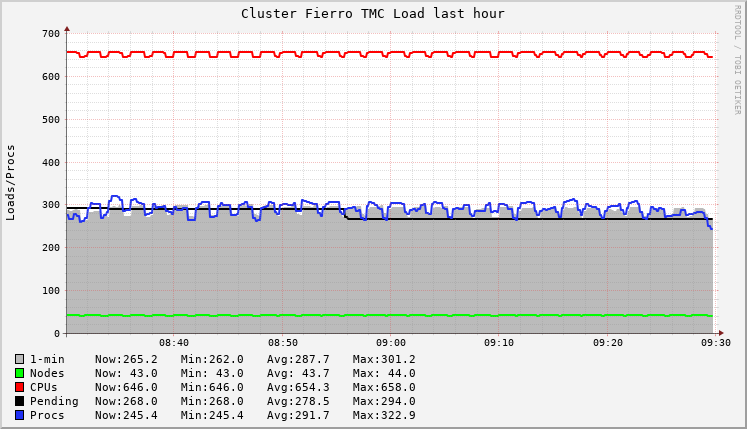 Cluster Fierro TMC Load last hour
RRDTOOL / TOBI OETIKER
Loads/Procs
700
600
500
400
300
200
100
0
08:40 08:50 09:00 09:10 09:20 09:30
1-min Now:265.2 Min:262.0 Avg:287.7 Max:301.2
Nodes Now: 43.0 Min: 43.0 Avg: 43.7 Max: 44.0
CPUs Now:646.0 Min:646.0 Avg:654.3 Max:658.0
Pending Now:268.0 Min:268.0 Avg:278.5 Max:294.0
Procs Now:245.4 Min:245.4 Avg:291.7 Max:322.9